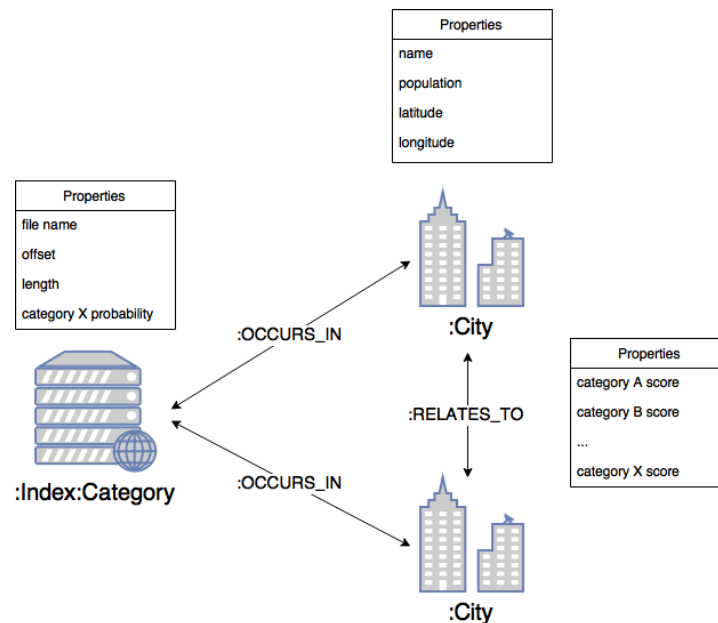 Properties
name
population
latitude
longitude
Properties
file name
offset
length
category X probability
:City
:OCCURS_IN
Properties
category A score
category B score
...
category X score
:RELATES_TO
:Index:Category
:OCCURS_IN
:City